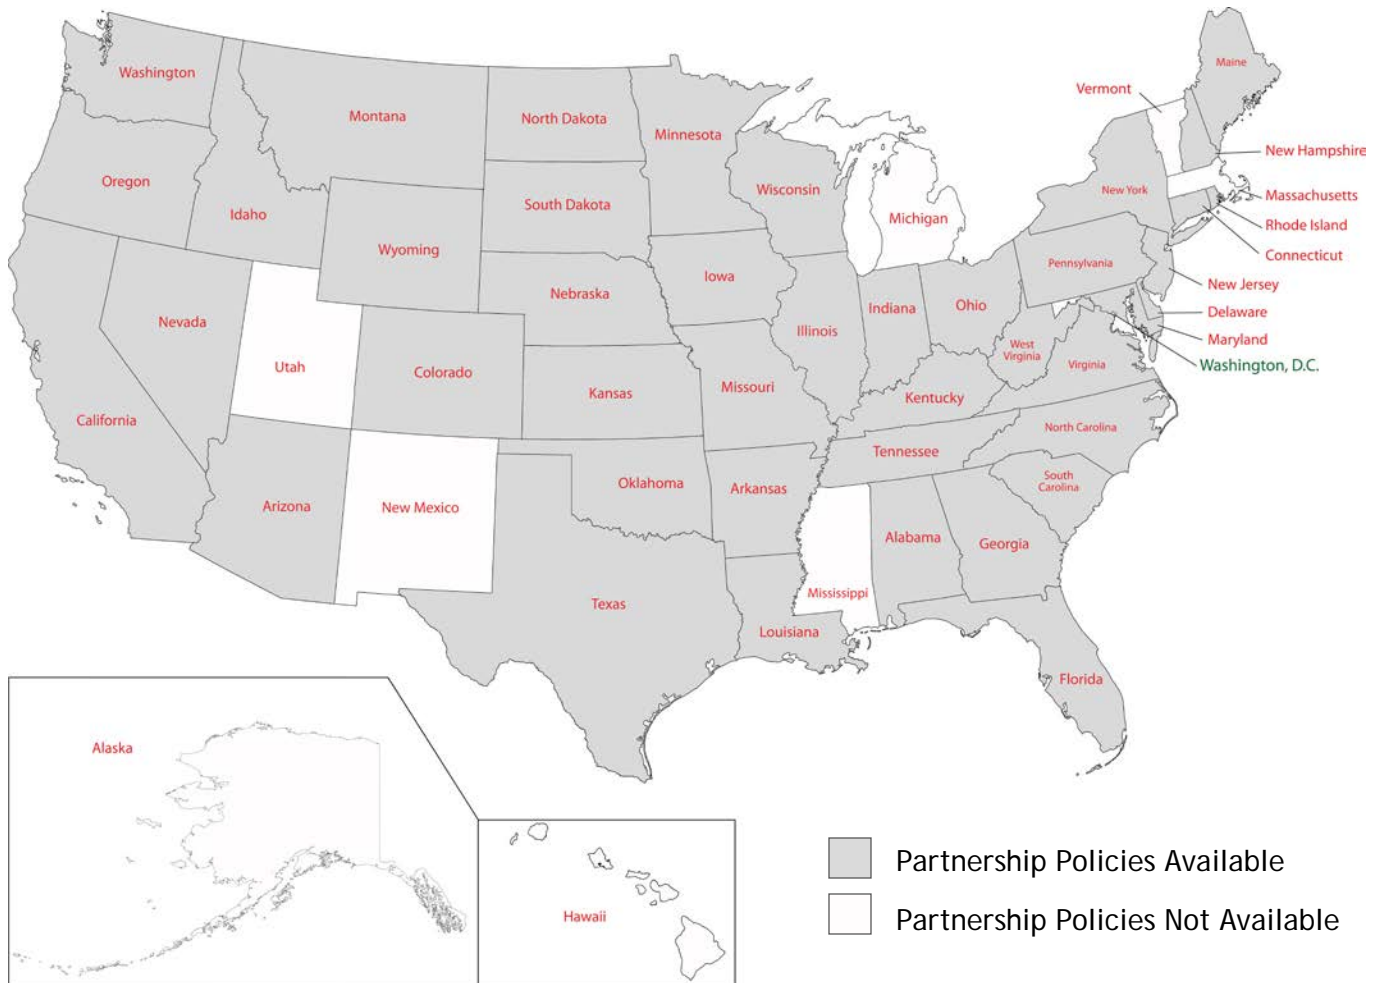 Washington
Montana
North Dakota
Minnesota
Maine
Vermont
New Hampshire
Oregon
Idaho
Wyoming
South Dakota
Wisconsin
Michigan
New York
Massachusetts
Rhode Island
Connecticut
Nevada
Utah
Colorado
Nebraska
Iowa
Illinois
Indiana
Ohio
Pennsylvania
New Jersey
Delaware
Maryland
Washington, D.C.
California
Kansas
Missouri
Kentucky
West
Virginia
Virginia
Arizona
New Mexico
Oklahoma
Arkansas
Tennessee
North Carolina
South
Carolina
Texas
Louisiana
Mississippi
Alabama
Georgia
Florida
Alaska
Hawaii
Partnership Policies Available
Partnership Policies Not Available